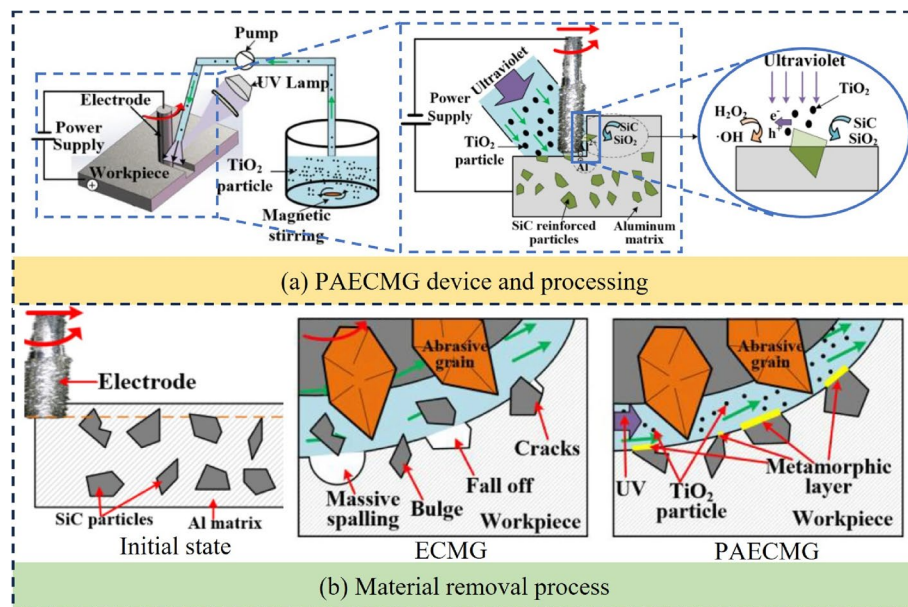 Pump
UV Lamp
Electrode
Power
Supply
Workpiece
TiO2
particle
Magnetic
stirring
Power
Supply
Ultraviolet
TiO2
particle
SiC
SiO2
Al
SiC reinforced
particles
Aluminum
matrix
Ultraviolet
TiO2
H2O2
·OH
e-
h+
SiC
SiO2
(a) PAECMG device and processing
Electrode
SiC particles
Al matrix
Initial state
Abrasive
grain
Massive
spalling
Bulge
Fall off
Cracks
Workpiece
ECMG
Abrasive
grain
UV
TiO2
particle
Metamorphic
layer
Workpiece
PAECMG
(b) Material removal process